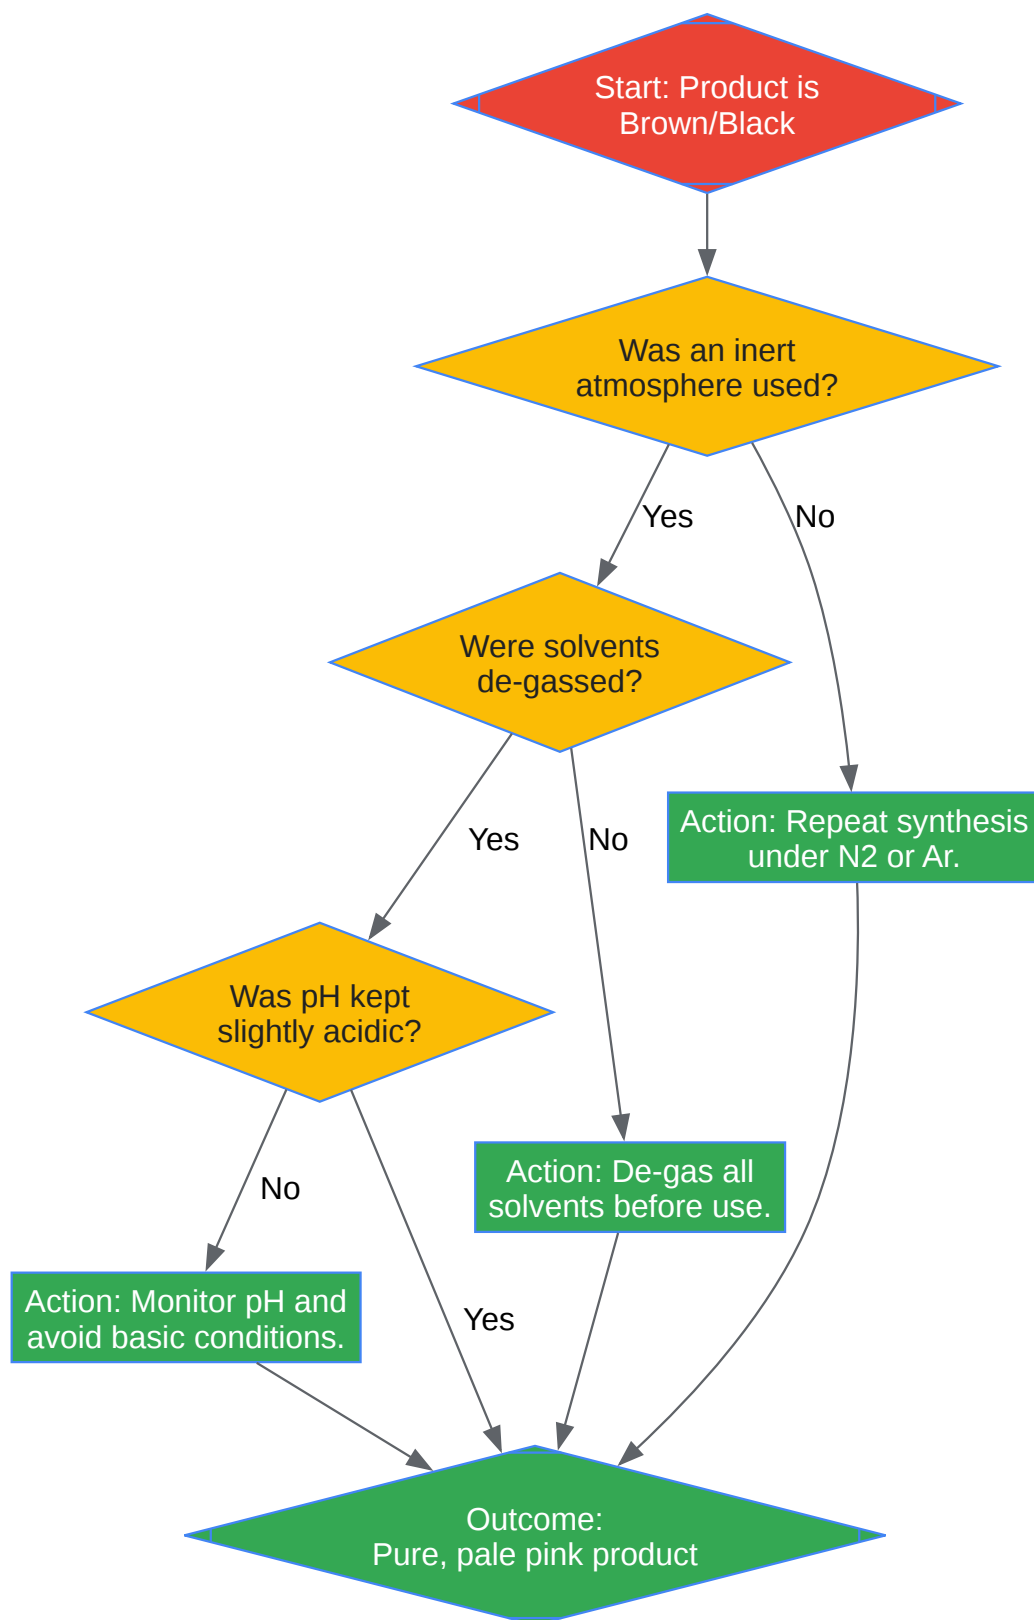 Start: Product is
Brown/Black
Was an inert
atmosphere used?
Yes
No
Were solvents
de-gassed?
Action: Repeat synthesis
under N2 or Ar.
Yes
No
Was pH kept
slightly acidic?
Action: De-gas all
solvents before use.
No
Action: Monitor pH and
avoid basic conditions.
Yes
Outcome:
Pure, pale pink product